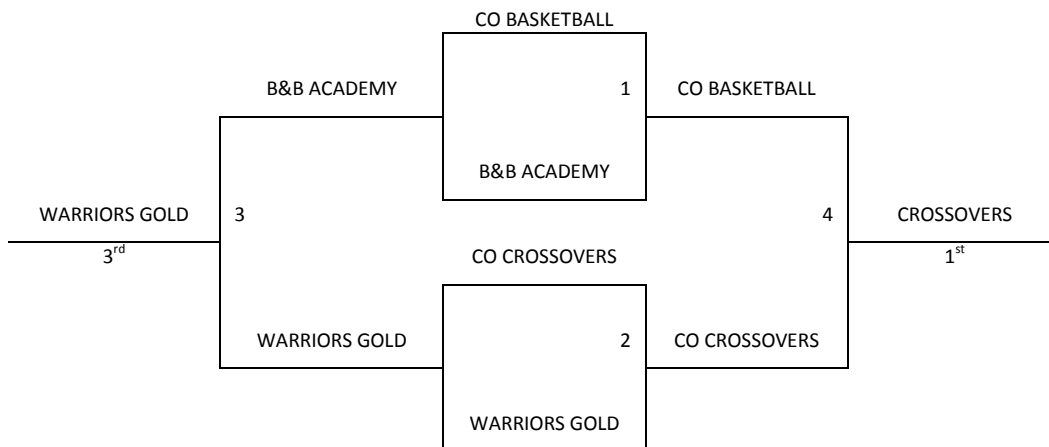 CO BASKETBALL
B&B ACADEMY 1 CO BASKETBALL
B&B ACADEMY
WARRIORS GOLD 3 4 CROSSOVERS
3rd CO CROSSOVERS 1st
WARRIORS GOLD 2 CO CROSSOVERS
WARRIORS GOLD